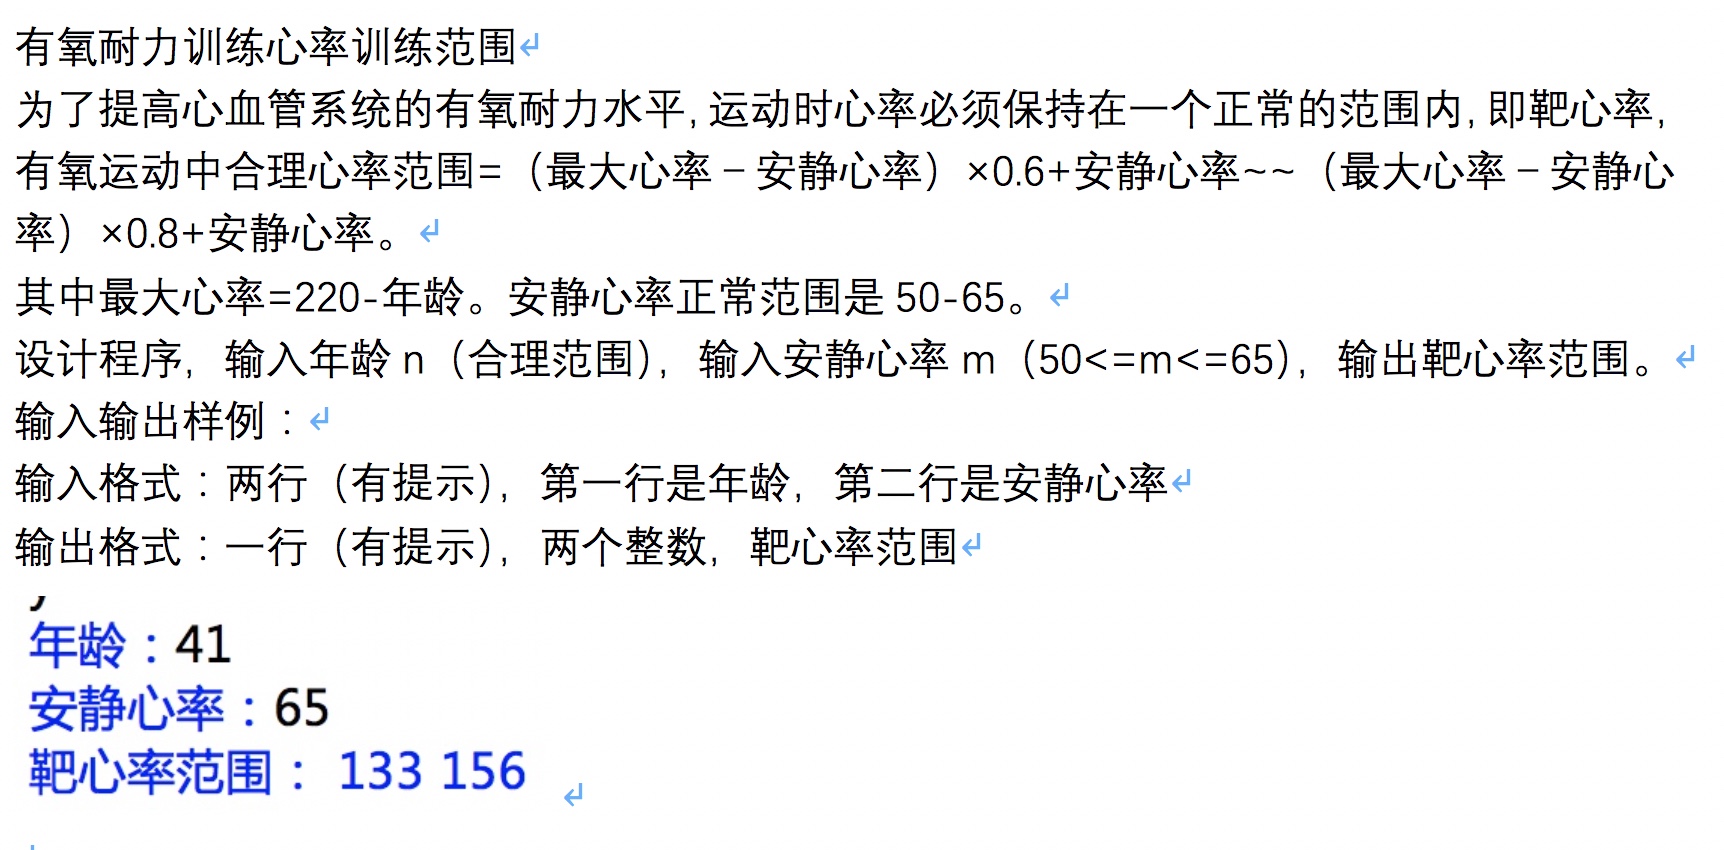 有氧耐力训练心率训练范围
为了提高心血管系统的有氧耐力水平,运动时心率必须保持在一个正常的范围内,即靶心率,
有氧运动中合理心率范围=（最大心率–安静心率）×0.6+安静心率~~（最大心率–安静心
率）×0.8+安静心率。
其中最大心率=220-年龄。安静心率正常范围是 50-65。
设计程序，输入年龄 n（合理范围），输入安静心率 m（50<=m<=65），输出靶心率范围。
输入输出样例：
输入格式：两行（有提示），第一行是年龄，第二行是安静心率
输出格式：一行（有提示），两个整数，靶心率范围
年龄：41
安静心率：65
靶心率范围： 133 156